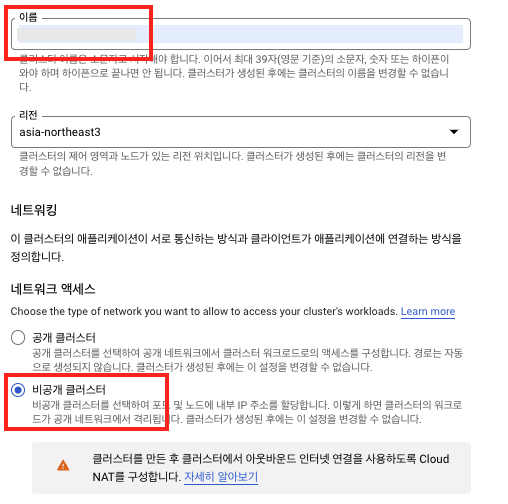 이름
클러스터 이름은 소문자로 시작해야 합니다. 이어서 최대 39자(영문 기준)의 소문자, 숫자 또는 하이픈이
와야 하며 하이픈으로 끝나면 안 됩니다. 클러스터가 생성된 후에는 클러스터의 이름을 변경할 수 없습니
다.
리전
asia-northeast3
클러스터의 제어 영역과 노드가 있는 리전 위치입니다. 클러스터가 생성된 후에는 클러스터의 리전을 변
경할 수 없습니다.
네트워킹
이 클러스터의 애플리케이션이 서로 통신하는 방식과 클라이언트가 애플리케이션에 연결하는 방식을
정의합니다.
네트워크 액세스
Choose the type of network you want to allow to access your cluster's workloads. Learn more
공개 클러스터
공개 클러스터를 선택하여 공개 네트워크에서 클러스터 워크로드로의 액세스를 구성합니다. 경로는 자동
으로 생성되지 않습니다. 클러스터가 생성된 후에는 이 설정을 변경할 수 없습니다.
비공개 클러스터
비공개 클러스터를 선택하여 포드 및 노드에 내부 IP 주소를 할당합니다. 이렇게 하면 클러스터의 워크로
드가 공개 네트워크에서 격리됩니다. 클러스터가 생성된 후에는 이 설정을 변경할 수 없습니다.
클러스터를 만든 후 클러스터에서 아웃바운드 인터넷 연결을 사용하도록 Cloud
NAT를 구성합니다. 자세히 알아보기